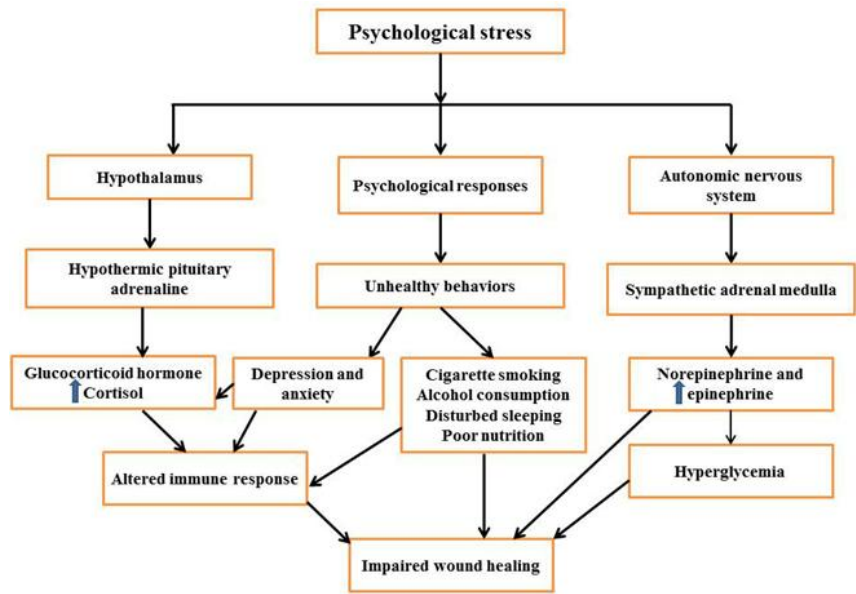 Psychological stress
Hypothalamus
Psychological responses
Autonomic nervous
system
Hypothermic pituitary
adrenaline
Unhealthy behaviors
Sympathetic adrenal medulla
Glucocorticoid hormone
Cortisol
Depression and
anxiety
Cigarette smoking
Alcohol consumption
Disturbed sleeping
Poor nutrition
Norepinephrine and
epinephrine
Altered immune response
Hyperglycemia
Impaired wound healing